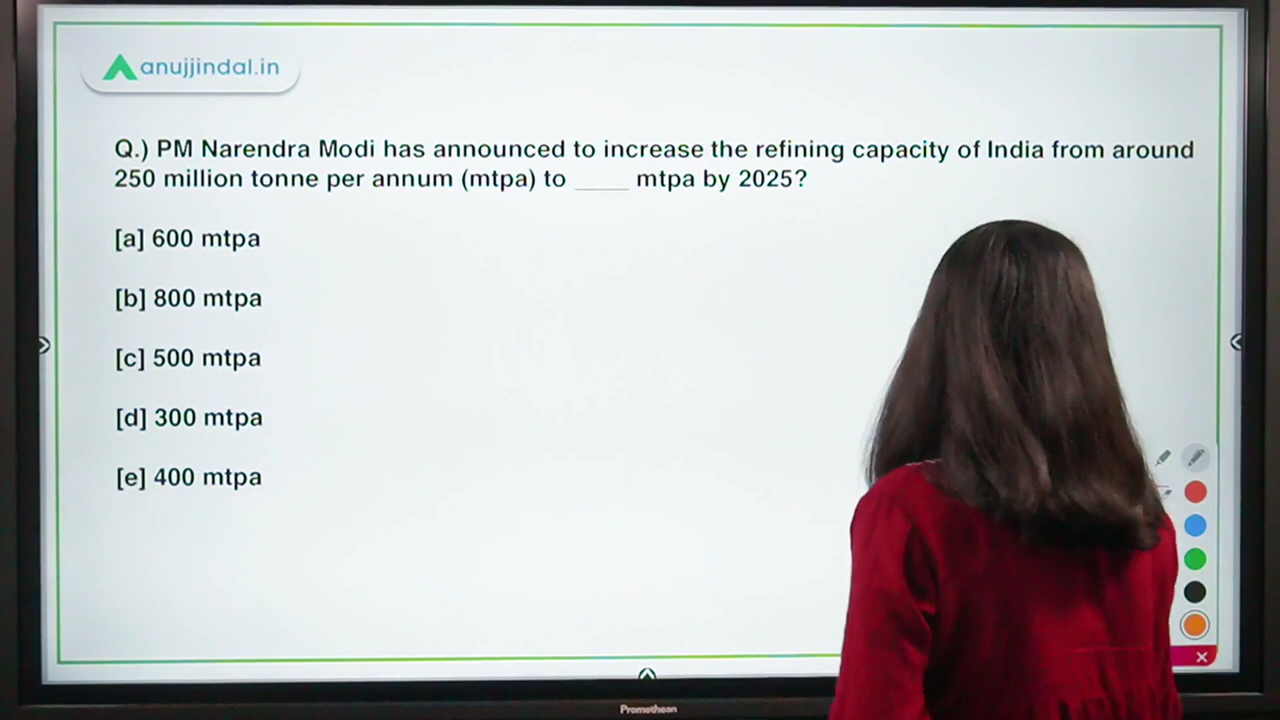 anujjindal.in
Q.) PM Narendra Modi has announced to increase the refining capacity of India from around
250 million tonne per annum (mtpa) to ____ mtpa by 2025?
[a] 600 mtpa
[b] 800 mtpa
[c] 500 mtpa
[d] 300 mtpa
[e] 400 mtpa
Promethean